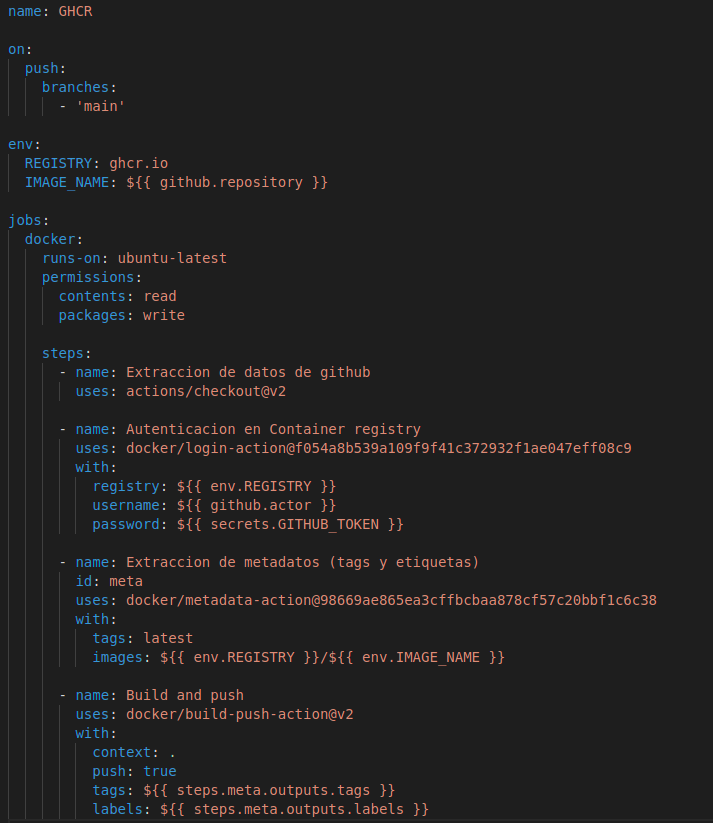 name: GHCR
on:
push:
branches:
- 'main'
env:
REGISTRY: ghcr.io
IMAGE_NAME: ${{ github.repository }}
jobs:
docker:
runs-on: ubuntu-latest
permissions:
contents: read
packages: write
steps:
- name: Extraccion de datos de github
uses: actions/checkout@v2
- name: Autenticacion en Container registry
uses: docker/login-action@f054a8b539a109f9f41c372932f1ae047eff08c9
with:
registry: ${{ env.REGISTRY }}
username: ${{ github.actor }}
password: ${{ secrets.GITHUB_TOKEN }}
- name: Extraccion de metadatos (tags y etiquetas)
id: meta
uses: docker/metadata-action@98669ae865ea3cffbcbaa878cf57c20bbf1c6c38
with:
tags: latest
images: ${{ env.REGISTRY }}/${{ env.IMAGE_NAME }}
- name: Build and push
uses: docker/build-push-action@v2
with:
context: .
push: true
tags: ${{ steps.meta.outputs.tags }}
labels: ${{ steps.meta.outputs.labels }}